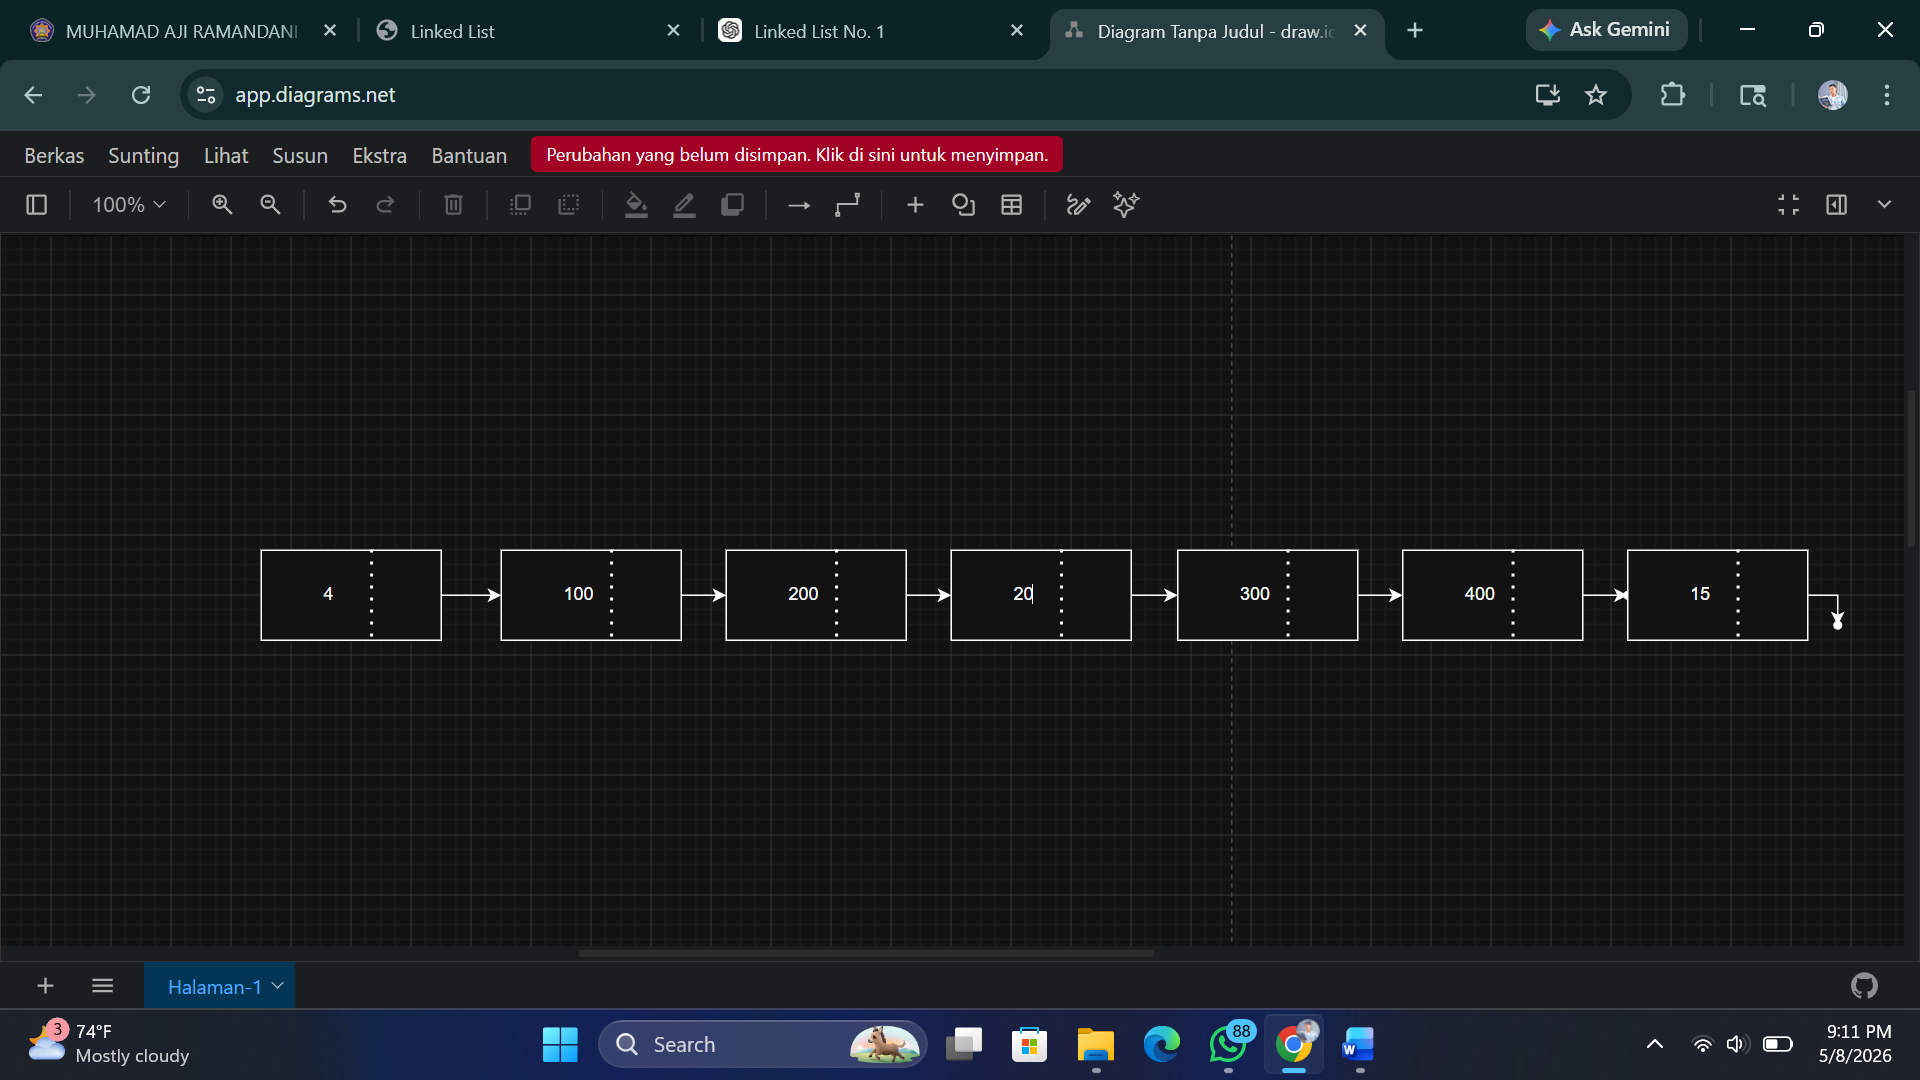 MUHAMAD AJI RAMANDANI
Linked List
Linked List No. 1
Diagram Tanpa Judul - draw.io
Ask Gemini
app.diagrams.net
Berkas Sunting Lihat Susun Ekstra Bantuan Perubahan yang belum disimpan. Klik di sini untuk menyimpan.
100%
4 100 200 20 300 400 15
Halaman-1
3 74°F
Mostly cloudy
Search
88
W
9:11 PM
5/8/2026